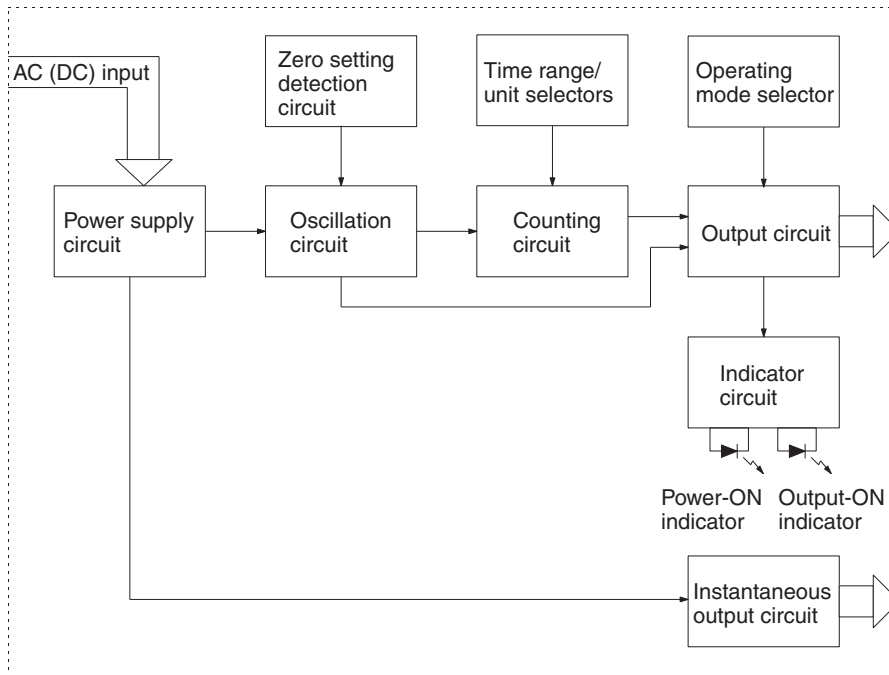 AC (DC) input
Zero setting
detection
circuit
Time range/
unit selectors
Operating
mode selector
Power supply
circuit
Oscillation
circuit
Counting
circuit
Output circuit
Indicator
circuit
Power-ON
indicator
Output-ON
indicator
Instantaneous
output circuit